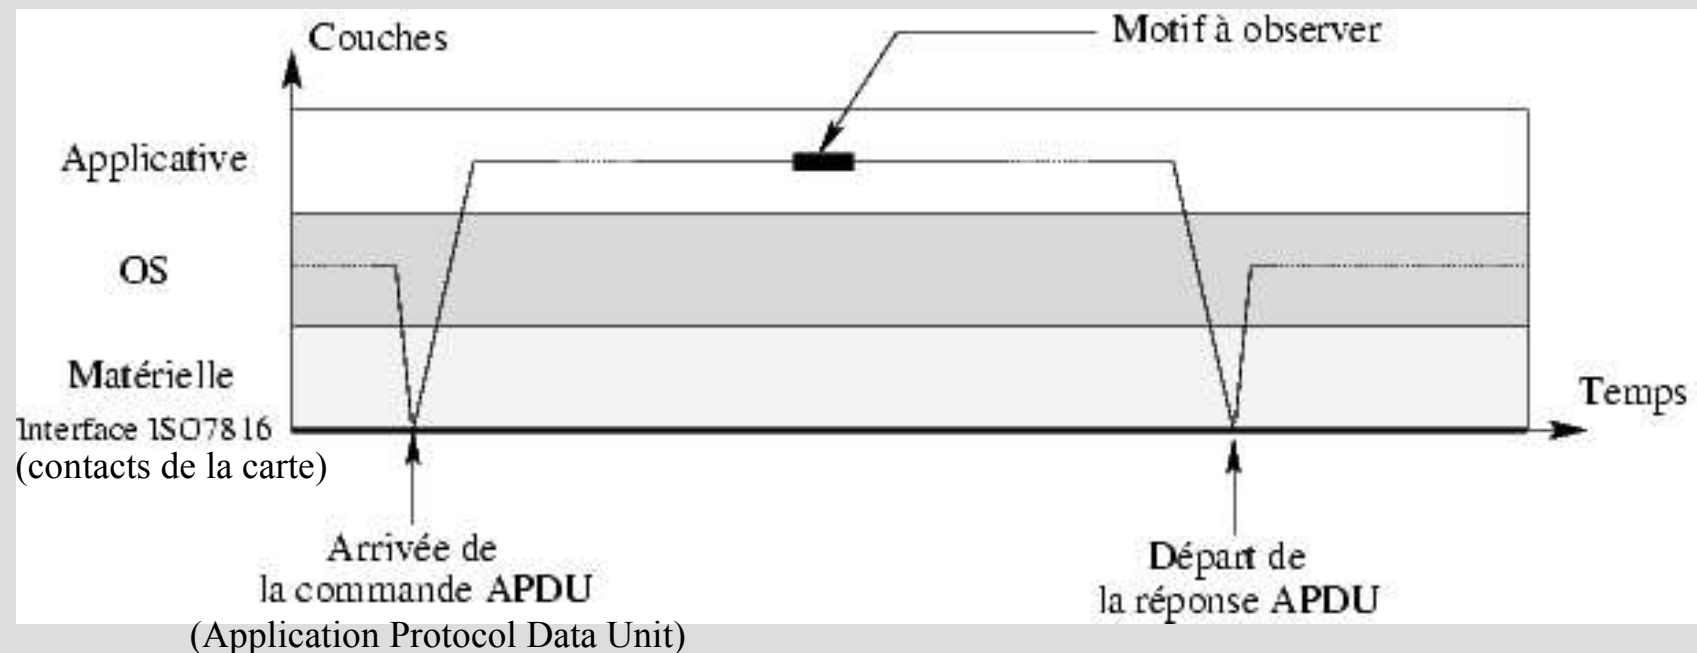 Couches
Motif à observer
Applicative
OS
Matérielle
Temps
Interface ISO7816
(contacts de la carte)
Arrivée de
la commande APDU
(Application Protocol Data Unit)
Départ de
la réponse APDU